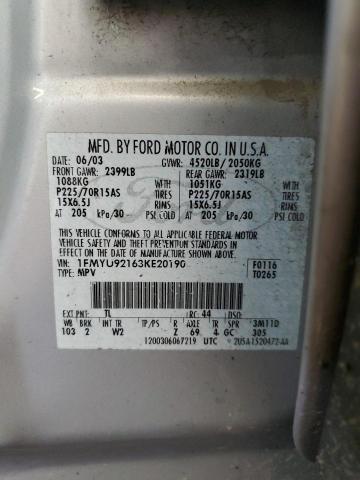 MFD. BY FORD MOTOR CO. IN U.S.A.
DATE: 06/03 GVWR: 4520LB/ 2050KG
FRONT GAWR: 2399LB REAR GAWR: 2319LB
1088KG 1051KG
P225/70R15AS TIRES P225/70R15AS TIRES
15X6.5J RIMS 15X6.5J RIMS
AT 205 kPa/30 PSI COLD AT 205 kPa/30 PSI COLD
THIS VEHICLE CONFORMS TO ALL APPLICABLE FEDERAL MOTOR
VEHICLE SAFETY AND THEFT PREVENTION STANDARDS IN EFFECT
ON THE DATE OF MANUFACTURE SHOWN ABOVE.
VIN: 1FMYU92163KE20190 F0116
TYPE: MPV T0265
EXT PNT: TL RC: 44 DSO:
WB BRK INT TR TP/PS R AXLE TR SPR 3M11D
103 2 W2 Z 69 4 GC 305
1200306067219 UTC 2U5A1520472-AA